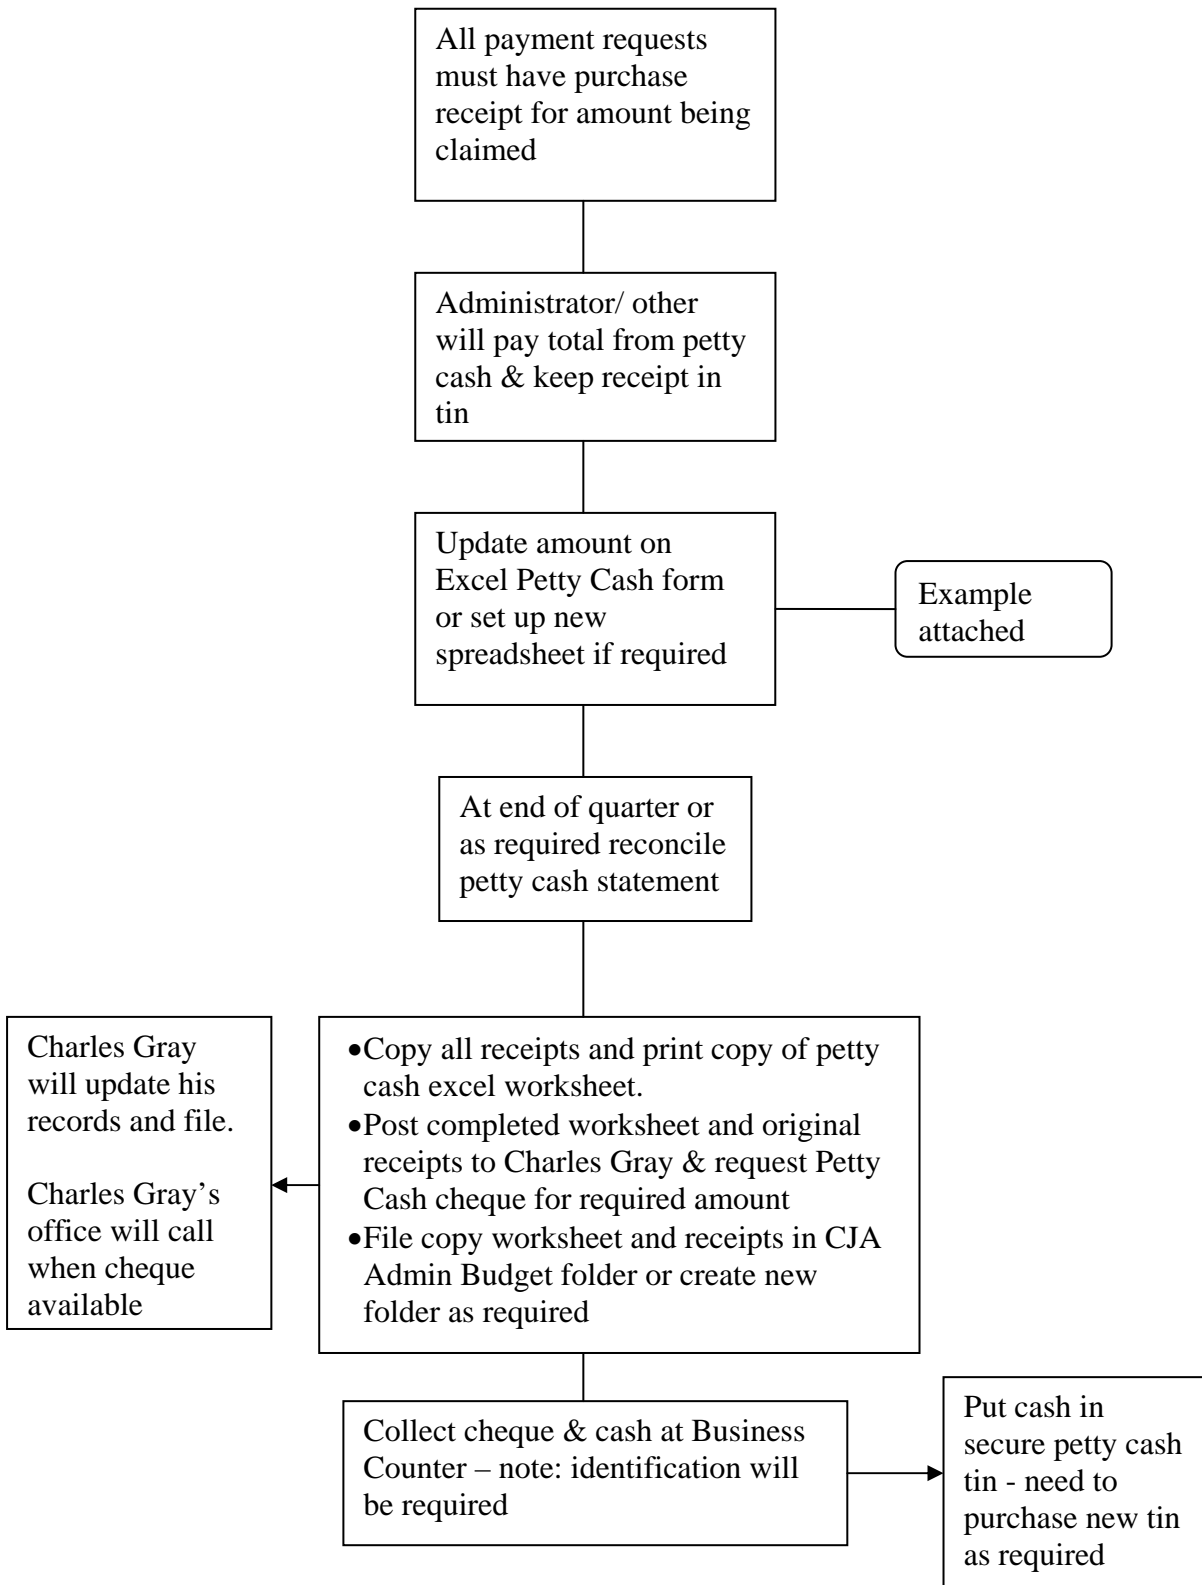 All payment requests
must have purchase
receipt for amount being
claimed
Administrator/ other
will pay total from petty
cash & keep receipt in
tin
Update amount on
Excel Petty Cash form
or set up new
spreadsheet if required
Example
attached
At end of quarter or
as required reconcile
petty cash statement
Charles Gray
will update his
records and file.
Charles Gray’s
office will call
when cheque
available
•Copy all receipts and print copy of petty
cash excel worksheet.
•Post completed worksheet and original
receipts to Charles Gray & request Petty
Cash cheque for required amount
•File copy worksheet and receipts in CJA
Admin Budget folder or create new
folder as required
Collect cheque & cash at Business
Counter – note: identification will
be required
Put cash in
secure petty cash
tin - need to
purchase new tin
as required